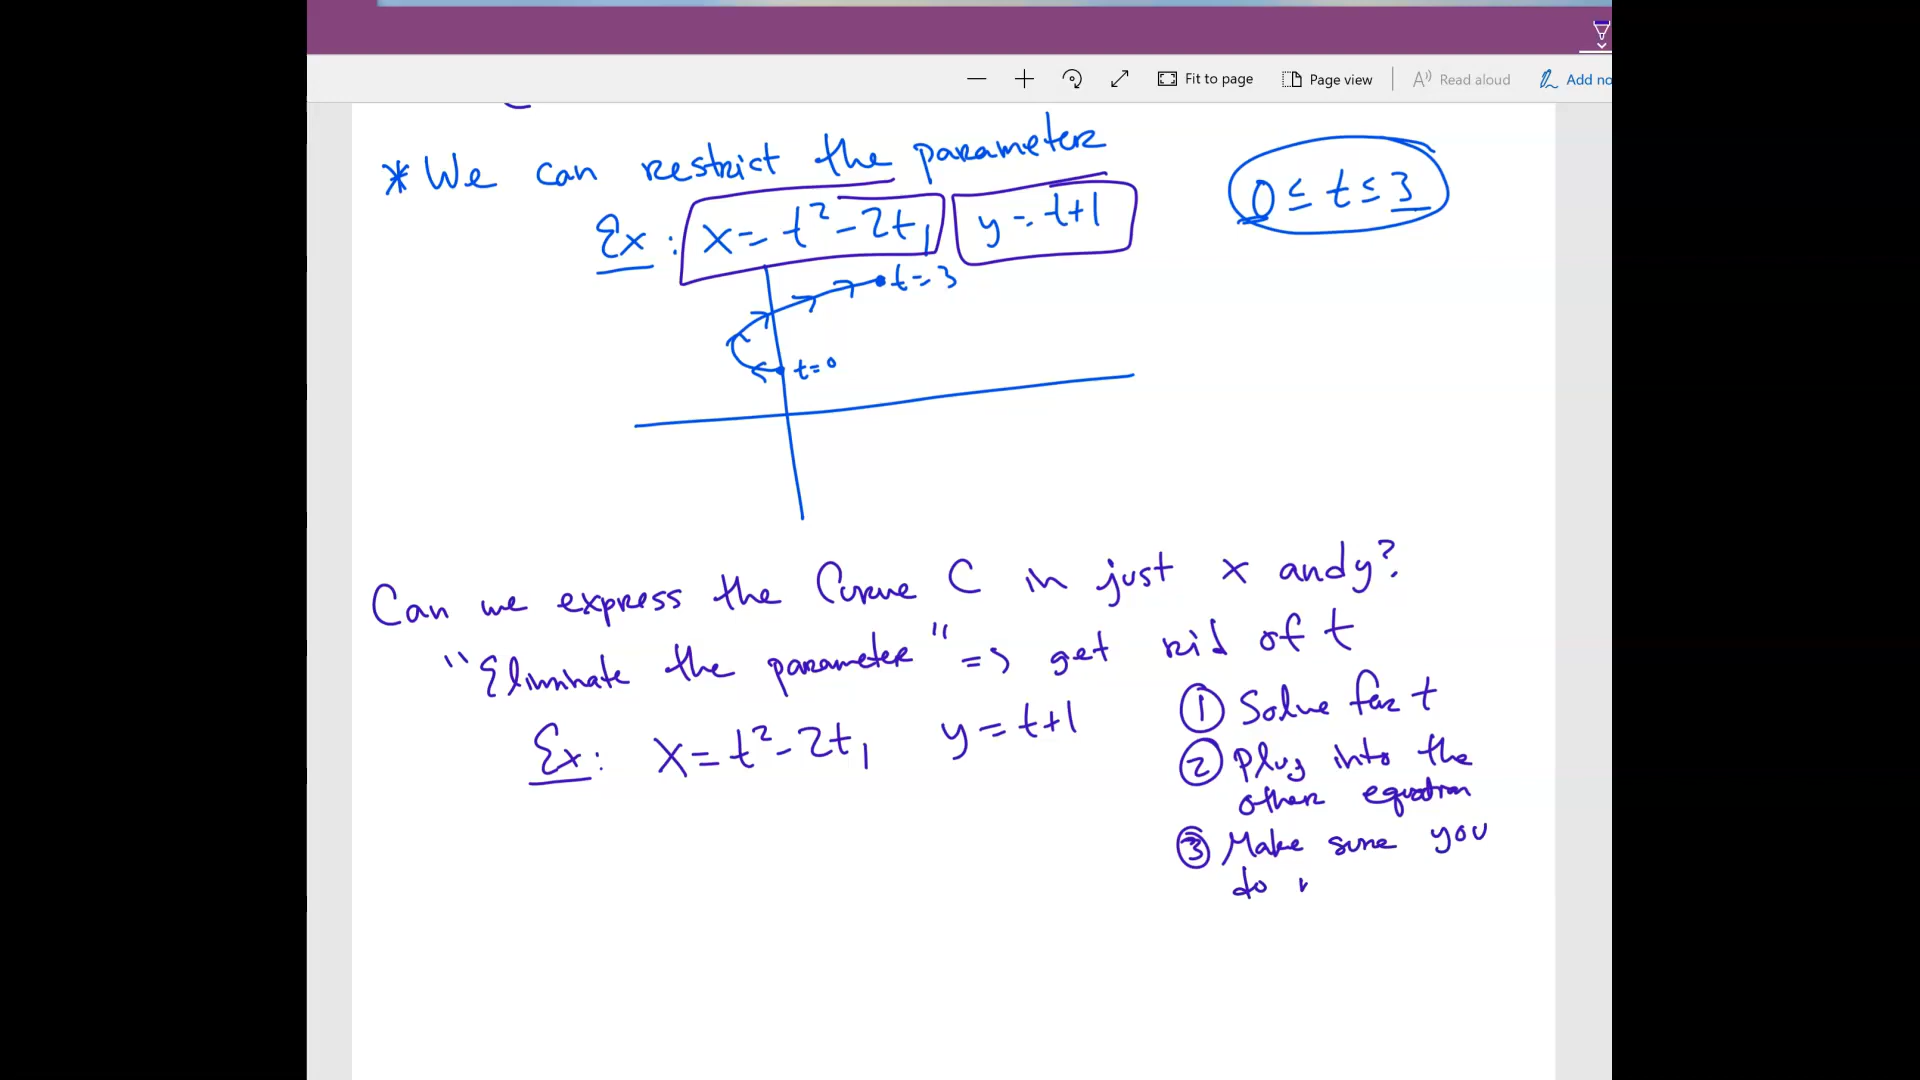 Fit to page
Page view
Read aloud
Add no
* We can restrict the parameter
Ex: x = t² - 2t, y = t+1
0 ≤ t ≤ 3
t = 3
t = 0
Can we express the Curve C in just x and y?
"Eliminate the parameter" => get rid of t
Ex: x = t² - 2t, y = t+1
① Solve for t
② Plug into the
other equation
③ Make sure you
do